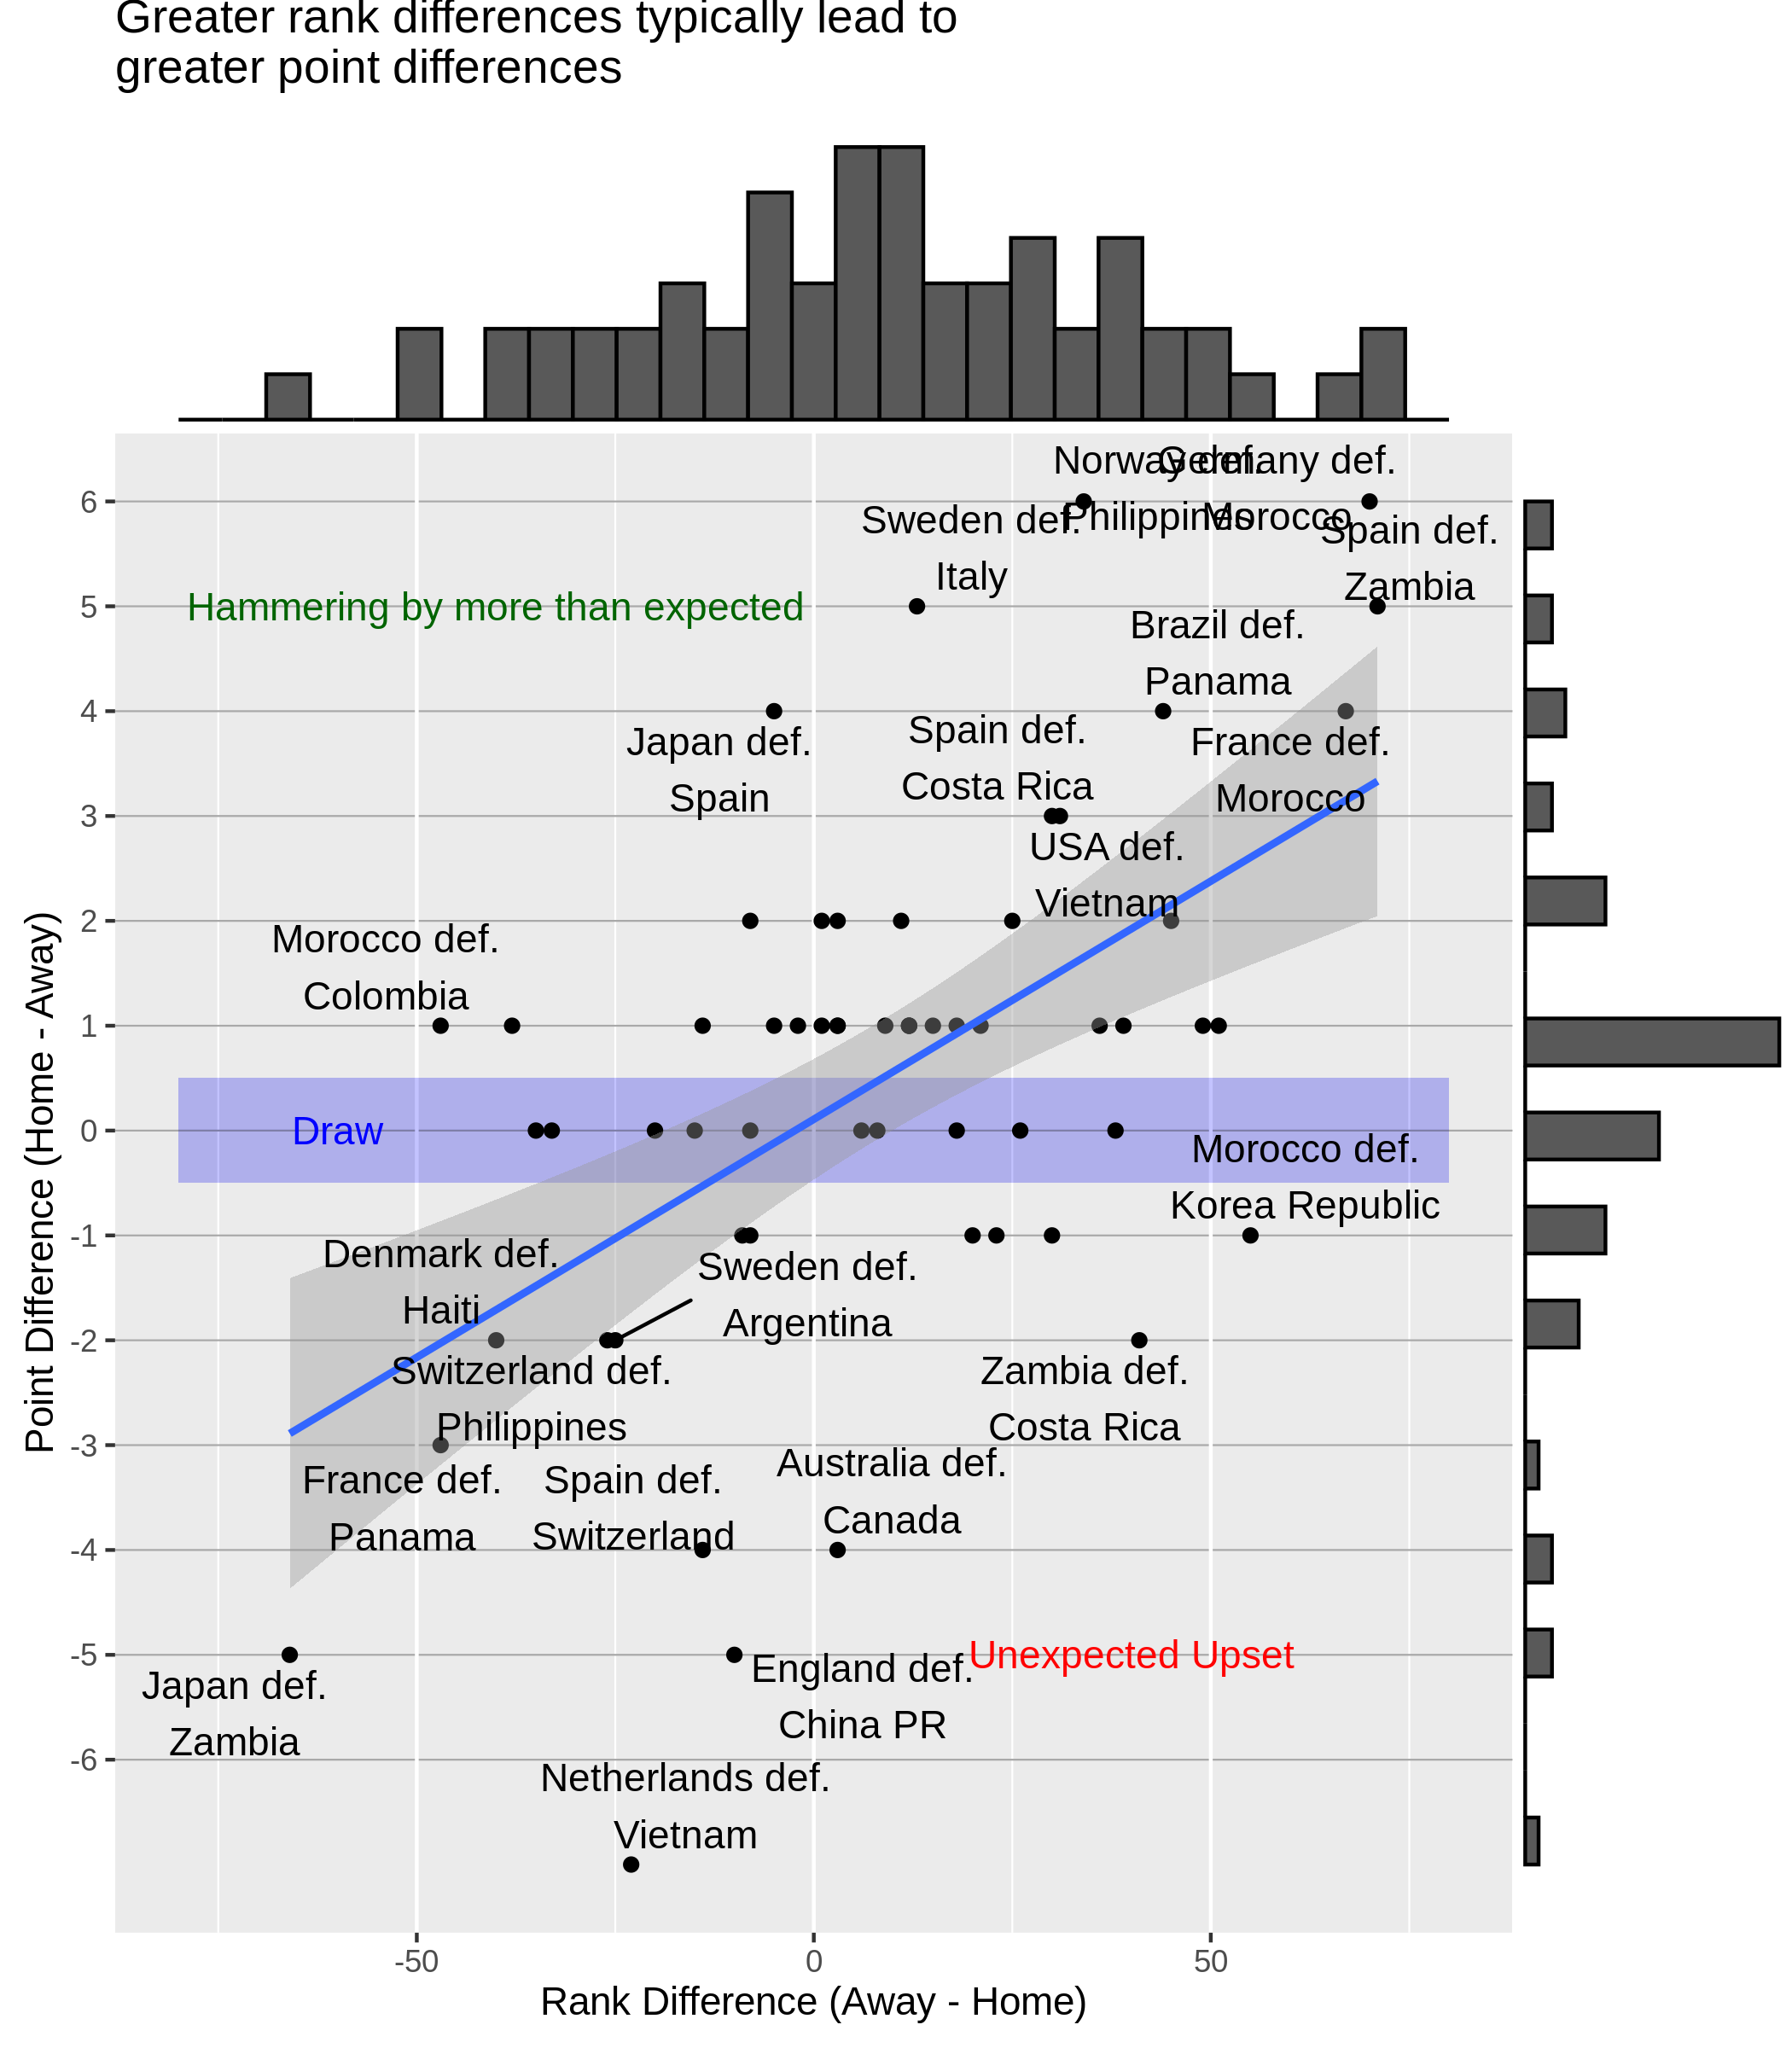 Greater rank differences typically lead to
greater point differences
Norway def.
Philippines
Germany def.
Morocco
6
Sweden def.
Italy
Spain def.
Zambia
5
Hammering by more than expected
Brazil def.
Panama
4
Japan def.
Spain
Spain def.
Costa Rica
France def.
Morocco
3
USA def.
Vietnam
2
Morocco def.
Colombia
1
Draw
0
Morocco def.
Korea Republic
-1
Denmark def.
Haiti
Sweden def.
Argentina
-2
Switzerland def.
Philippines
Zambia def.
Costa Rica
-3
France def.
Panama
Spain def.
Switzerland
Australia def.
Canada
-4
-5
Japan def.
Zambia
England def.
China PR
Unexpected Upset
-6
Netherlands def.
Vietnam
Point Difference (Home - Away)
-50
0
50
Rank Difference (Away - Home)